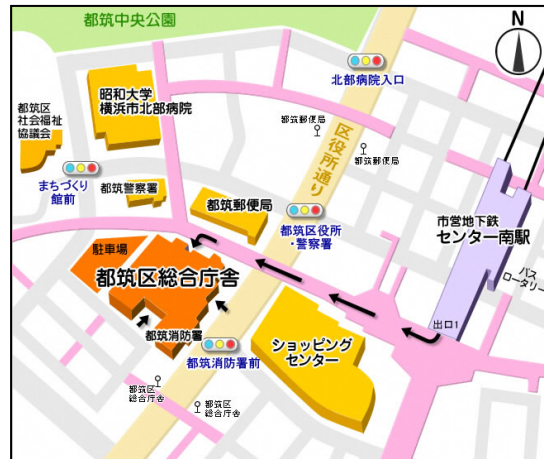 都筑中央公園
N
北部病院入口
昭和大学
横浜市北部病院
都筑区
社会福祉
協議会
都筑郵便局
区役所通り
都筑郵便局
まちづくり
館前
都筑警察署
都筑郵便局
都筑区役所
・警察署
市営地下鉄
センター南駅
駐車場
都筑区総合庁舎
バス
ロータリー
出口1
都筑消防署
都筑消防署前
ショッピング
センター
都筑区
総合庁舎
都筑区
総合庁舎